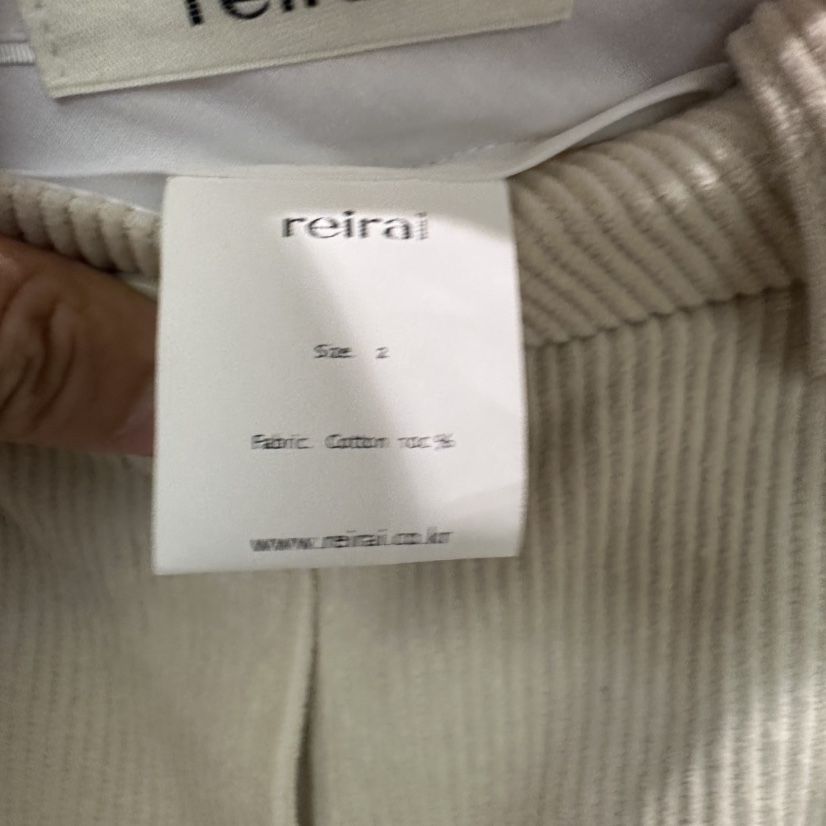 reirai
Size 2
Fabric Cotton 100%
www.reirai.co.kr